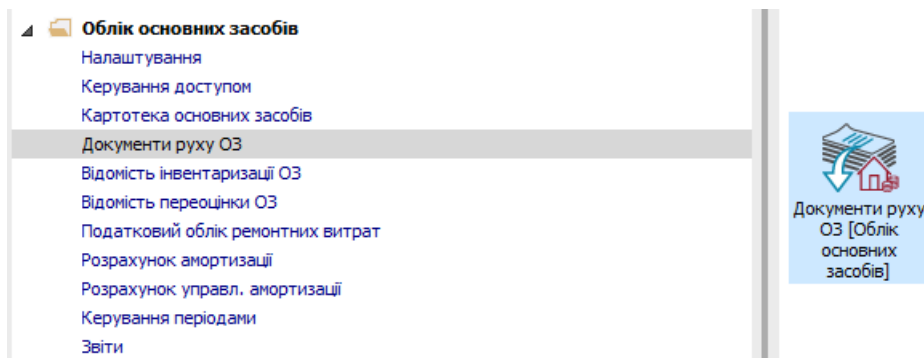 Облік основних засобів
Налаштування
Керування доступом
Картотека основних засобів
Документи руху ОЗ
Відомість інвентаризації ОЗ
Відомість переоцінки ОЗ
Податковий облік ремонтних витрат
Розрахунок амортизації
Розрахунок управл. амортизації
Керування періодами
Звіти
Документи руху
ОЗ [Облік
основних
засобів]